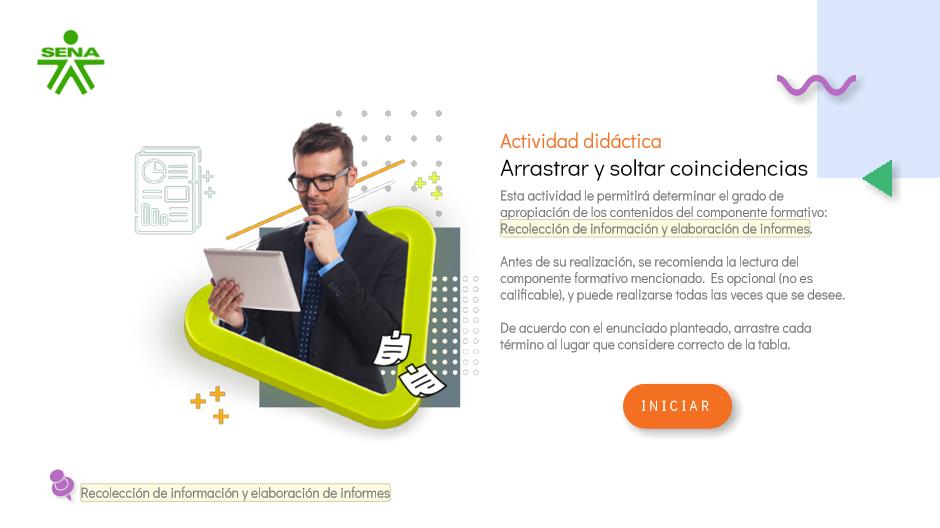 SENA
Actividad didáctica
Arrastrar y soltar coincidencias
Esta actividad le permitirá determinar el grado de
apropiación de los contenidos del componente formativo:
Recolección de información y elaboración de informes.
Antes de su realización, se recomienda la lectura del
componente formativo mencionado. Es opcional (no es
calificable), y puede realizarse todas las veces que se desee.
De acuerdo con el enunciado planteado, arrastre cada
término al lugar que considere correcto de la tabla.
INICIAR
Recolección de información y elaboración de informes